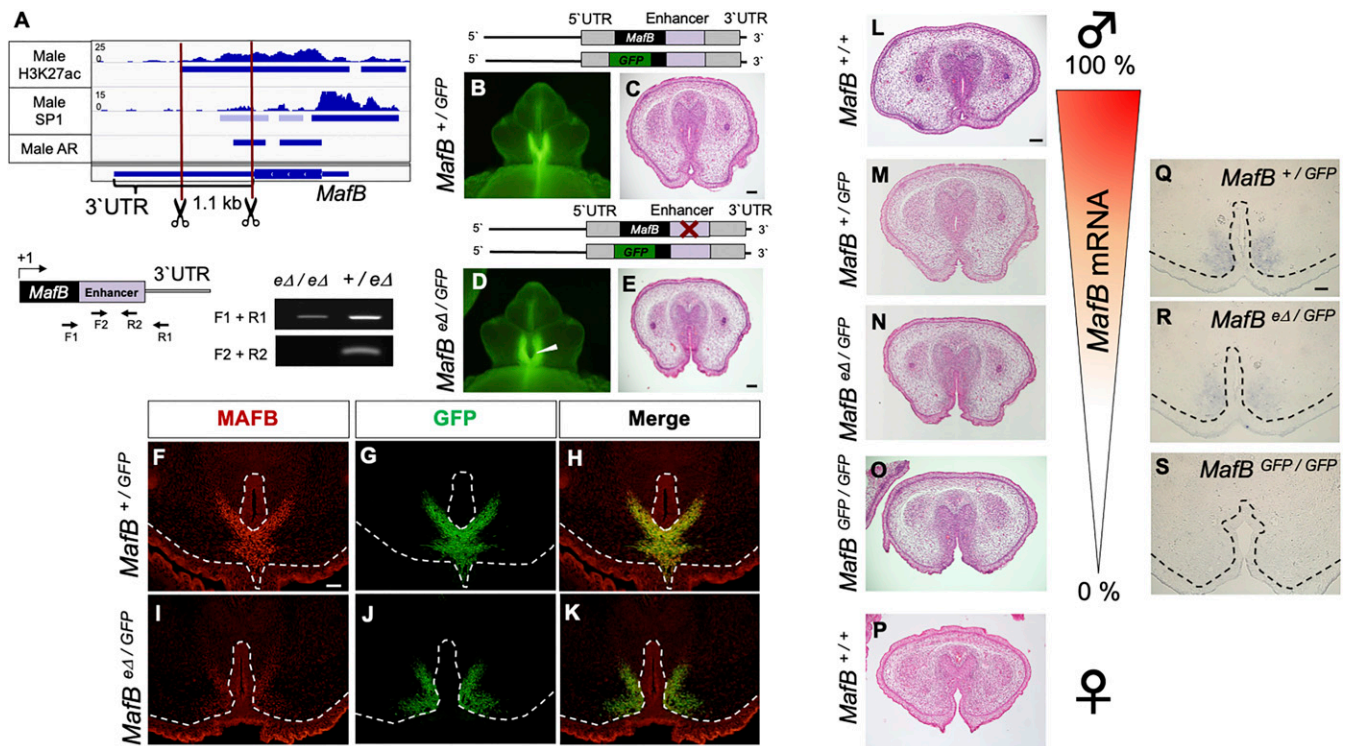 A
Male
H3K27ac
25
0
Male
SP1
15
0
Male AR
MafB
3`UTR
1.1 kb
+1
3`UTR
MafB
Enhancer
F1
F2
R2
R1
eΔ / eΔ
+ / eΔ
F1 + R1
F2 + R2
5`UTR
Enhancer
3`UTR
5`
MafB
3`
5`
GFP
3`
MafB + / GFP
B
C
5`UTR
Enhancer
3`UTR
5`
MafB
3`
5`
GFP
3`
MafB eΔ / GFP
D
E
MAFB
GFP
Merge
MafB + / GFP
F
G
H
MafB eΔ / GFP
I
J
K
MafB + / +
L
♂
100 %
MafB + / GFP
M
MafB eΔ / GFP
N
MafB GFP / GFP
O
MafB mRNA
0 %
MafB + / +
P
♀
Q
MafB + / GFP
R
MafB eΔ / GFP
S
MafB GFP / GFP